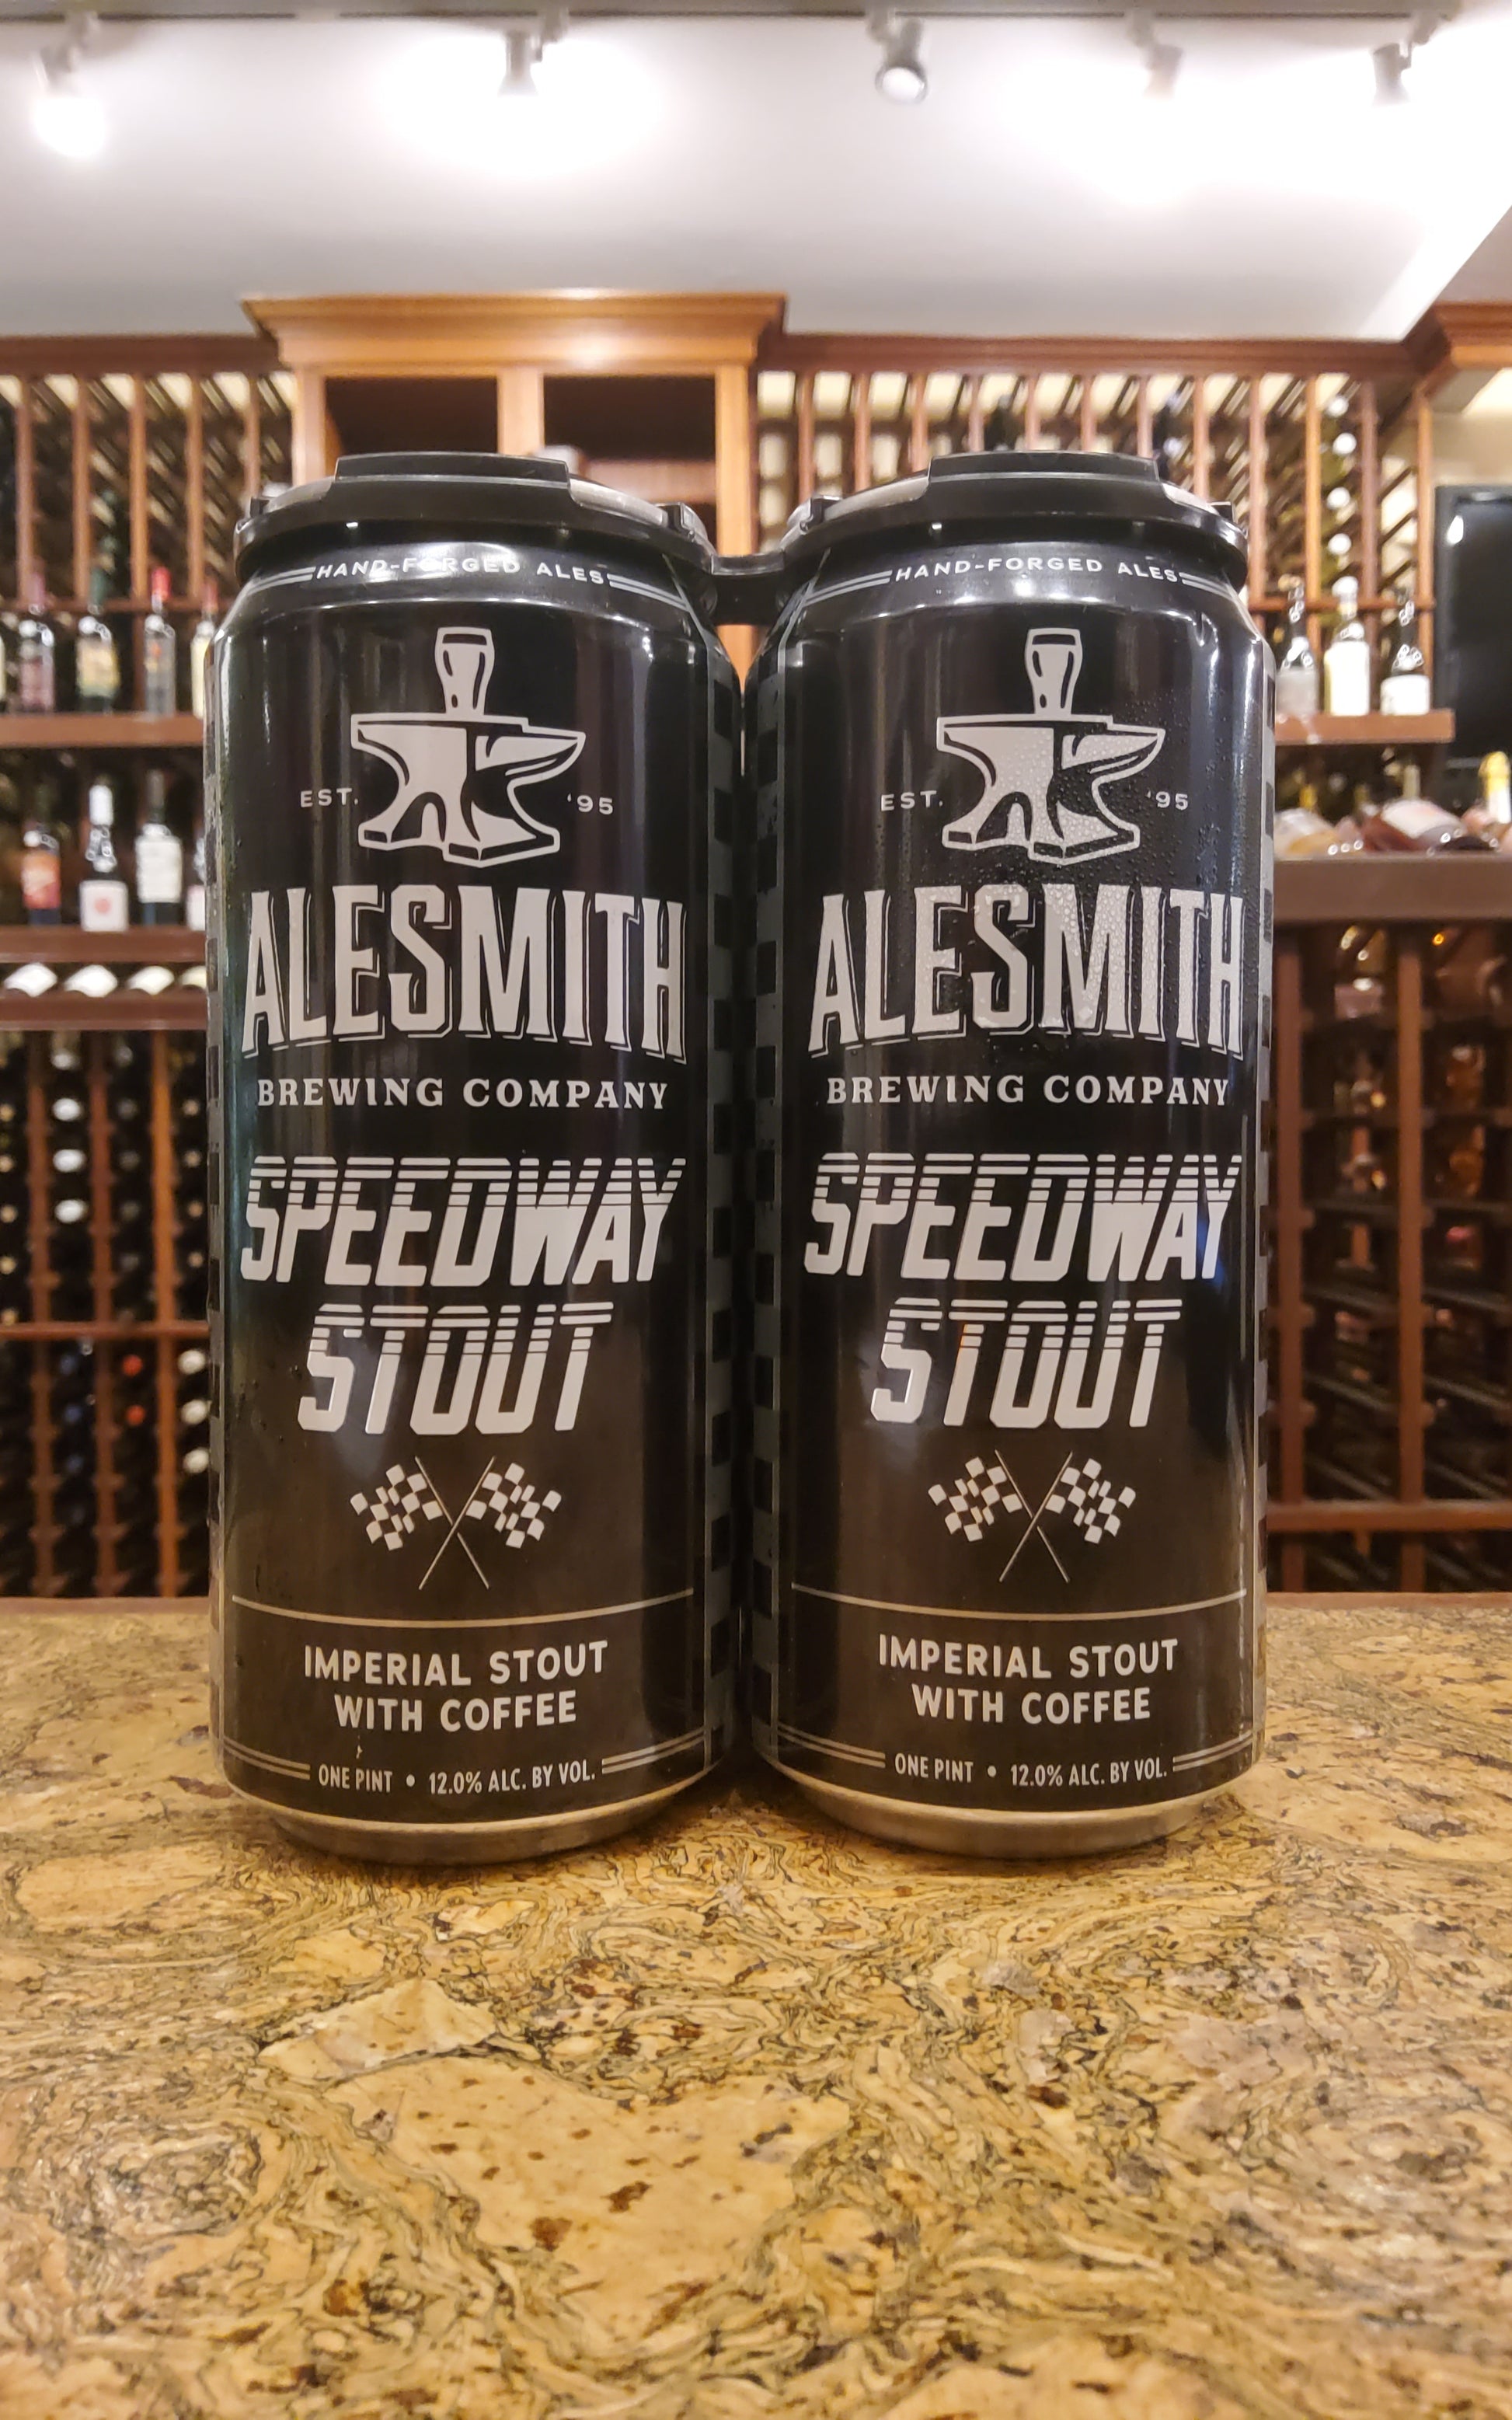 HAND-FORGED ALES
EST. '95
ALESMITH
BREWING COMPANY
SPEEDWAY
STOUT
IMPERIAL STOUT
WITH COFFEE
ONE PINT • 12.0% ALC. BY VOL.
HAND-FORGED ALES
EST. '95
ALESMITH
BREWING COMPANY
SPEEDWAY
STOUT
IMPERIAL STOUT
WITH COFFEE
ONE PINT • 12.0% ALC. BY VOL.